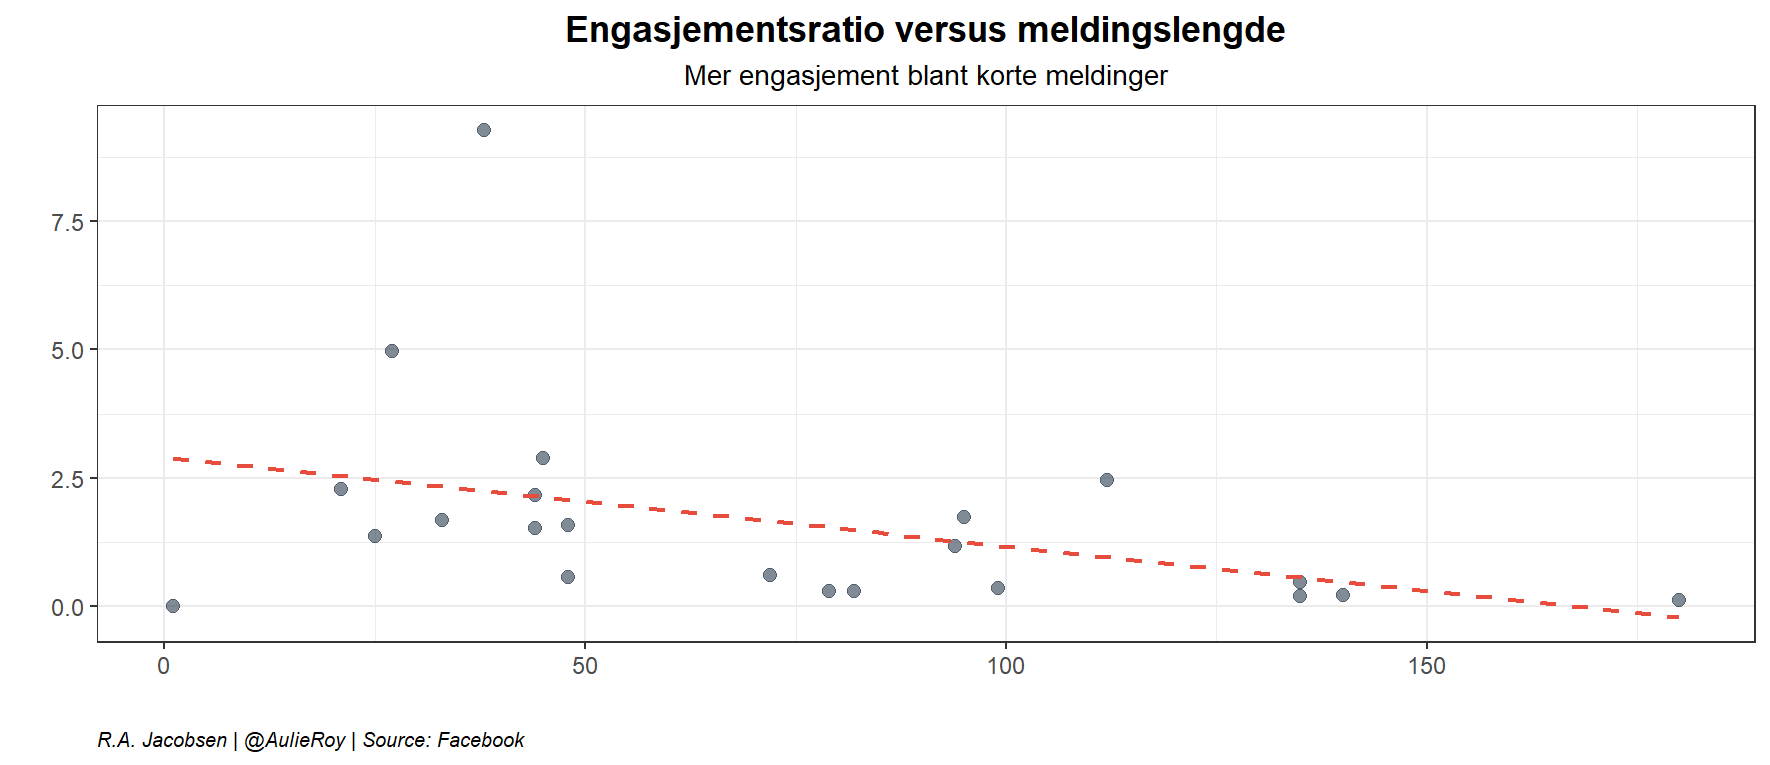 Engasjementsratio versus meldingslengde
Mer engasjement blant korte meldinger
7.5
5.0
2.5
0.0
0 50 100 150
R.A. Jacobsen | @AulieRoy | Source: Facebook